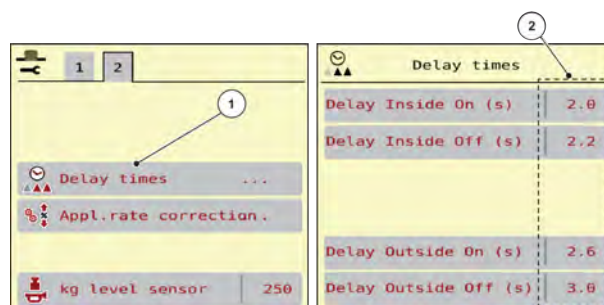 1 2
1
Delay times ...
Appl.rate correction.
kg level sensor 250
2
Delay times
Delay Inside On (s) 2.0
Delay Inside Off (s) 2.2
Delay Outside On (s) 2.6
Delay Outside Off (s) 3.0